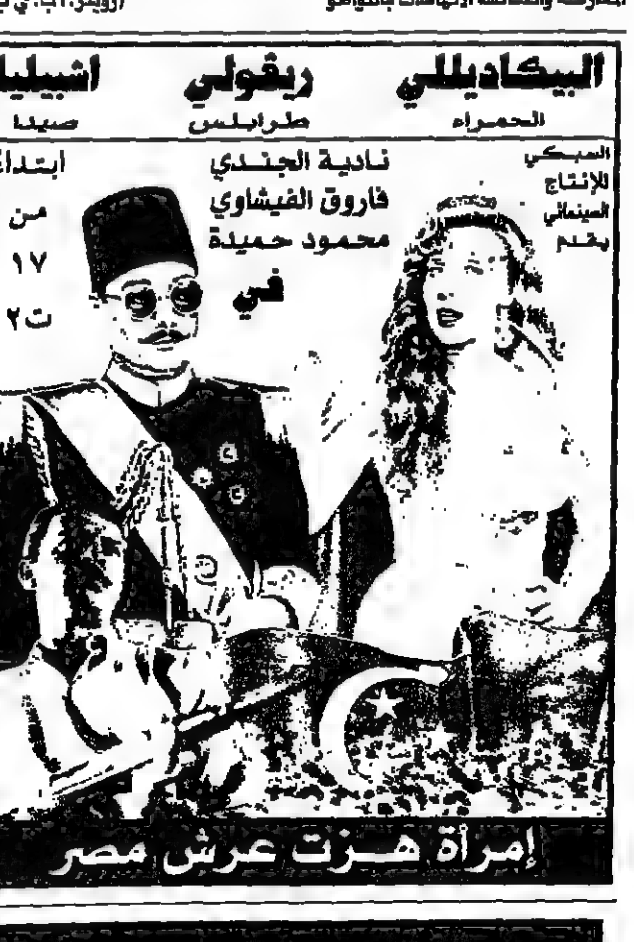 البيكاديللي
الحمراء
ريفولي
طرابلس
اشبيليا
صيدا
السبكي
للإنتاج
السينمائي
يقدم
نادية الجندي
فاروق الفيشاوي
محمود حميدة
في
ابتداء
من
١٧
ت٢
إمرأة هزت عرش مصر